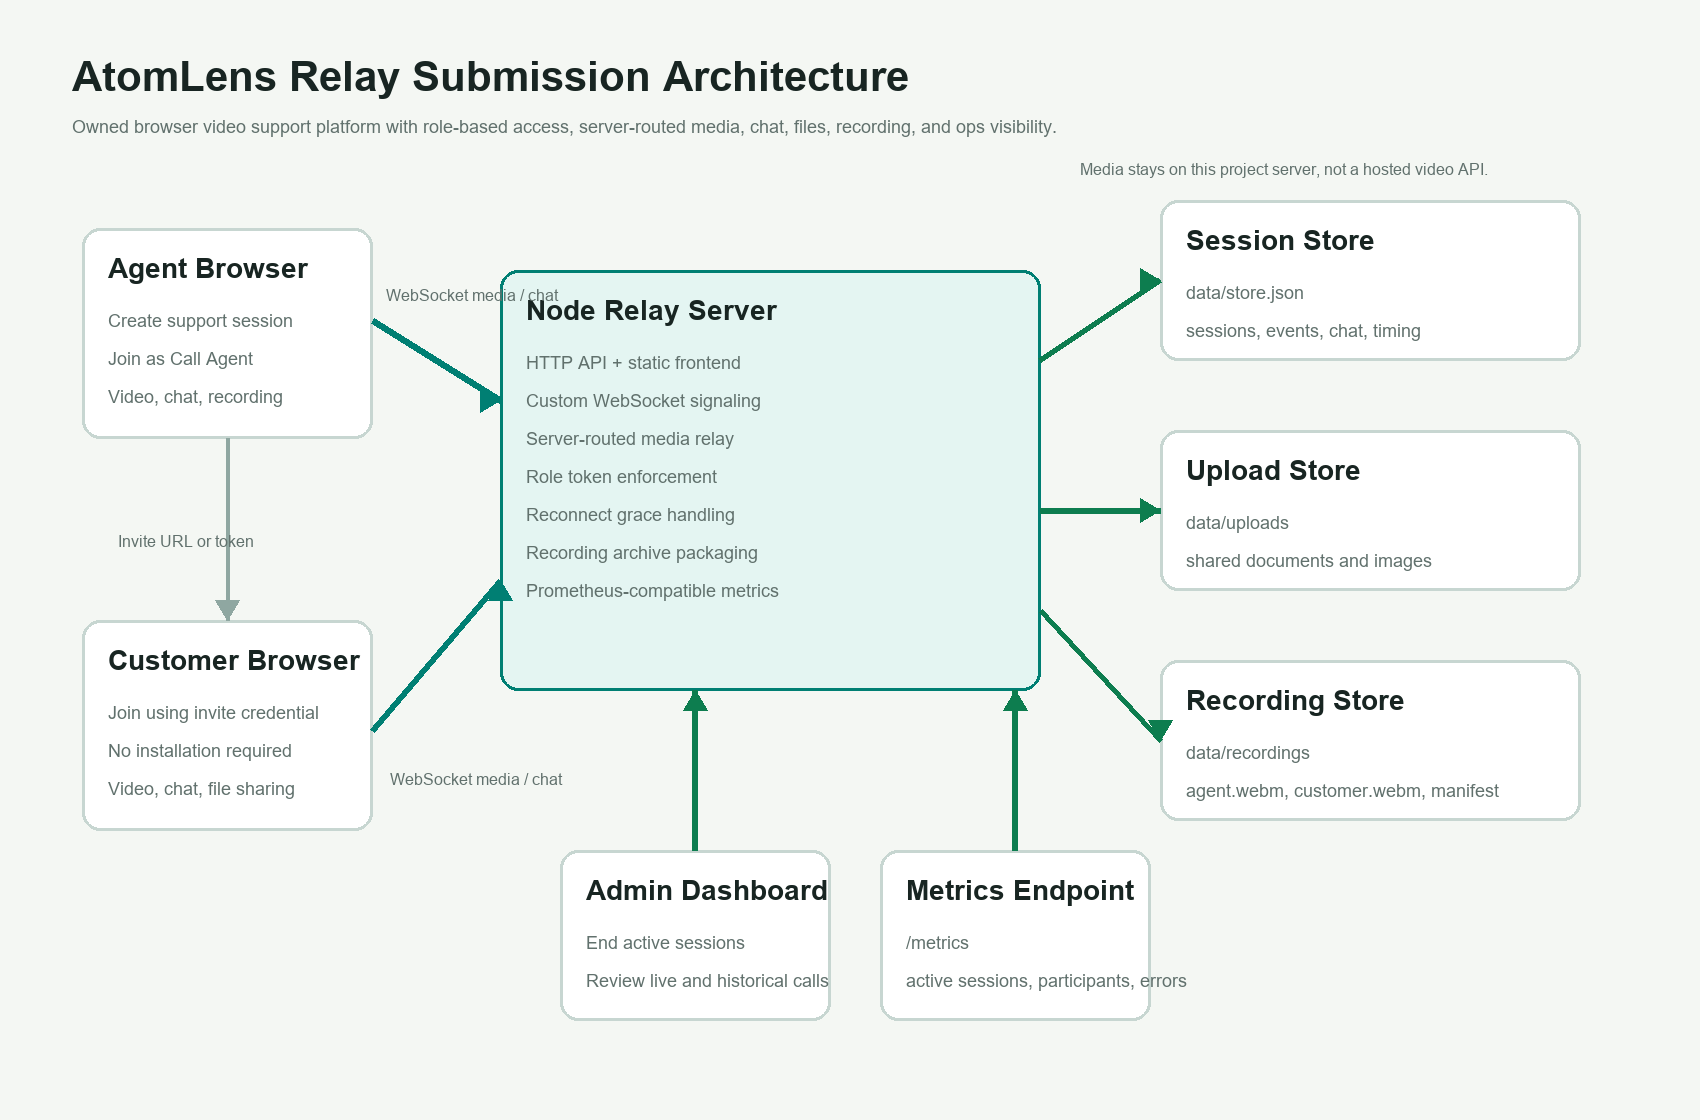 AtomLens Relay Submission Architecture
Owned browser video support platform with role-based access, server-routed media, chat, files, recording, and ops visibility.
Media stays on this project server, not a hosted video API.
Agent Browser
Create support session
Join as Call Agent
Video, chat, recording
WebSocket media / chat
Invite URL or token
Customer Browser
Join using invite credential
No installation required
Video, chat, file sharing
WebSocket media / chat
Node Relay Server
HTTP API + static frontend
Custom WebSocket signaling
Server-routed media relay
Role token enforcement
Reconnect grace handling
Recording archive packaging
Prometheus-compatible metrics
Session Store
data/store.json
sessions, events, chat, timing
Upload Store
data/uploads
shared documents and images
Recording Store
data/recordings
agent.webm, customer.webm, manifest
Admin Dashboard
End active sessions
Review live and historical calls
Metrics Endpoint
/metrics
active sessions, participants, errors